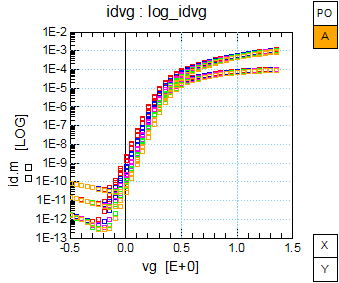 idvg : log_idvg
PO
A
1E-2
1E-3
1E-4
1E-5
1E-6
1E-7
1E-8
1E-9
1E-10
1E-11
1E-12
1E-13
id.m [LOG]
-0.5 0.0 0.5 1.0 1.5
vg [E+0]
X
Y